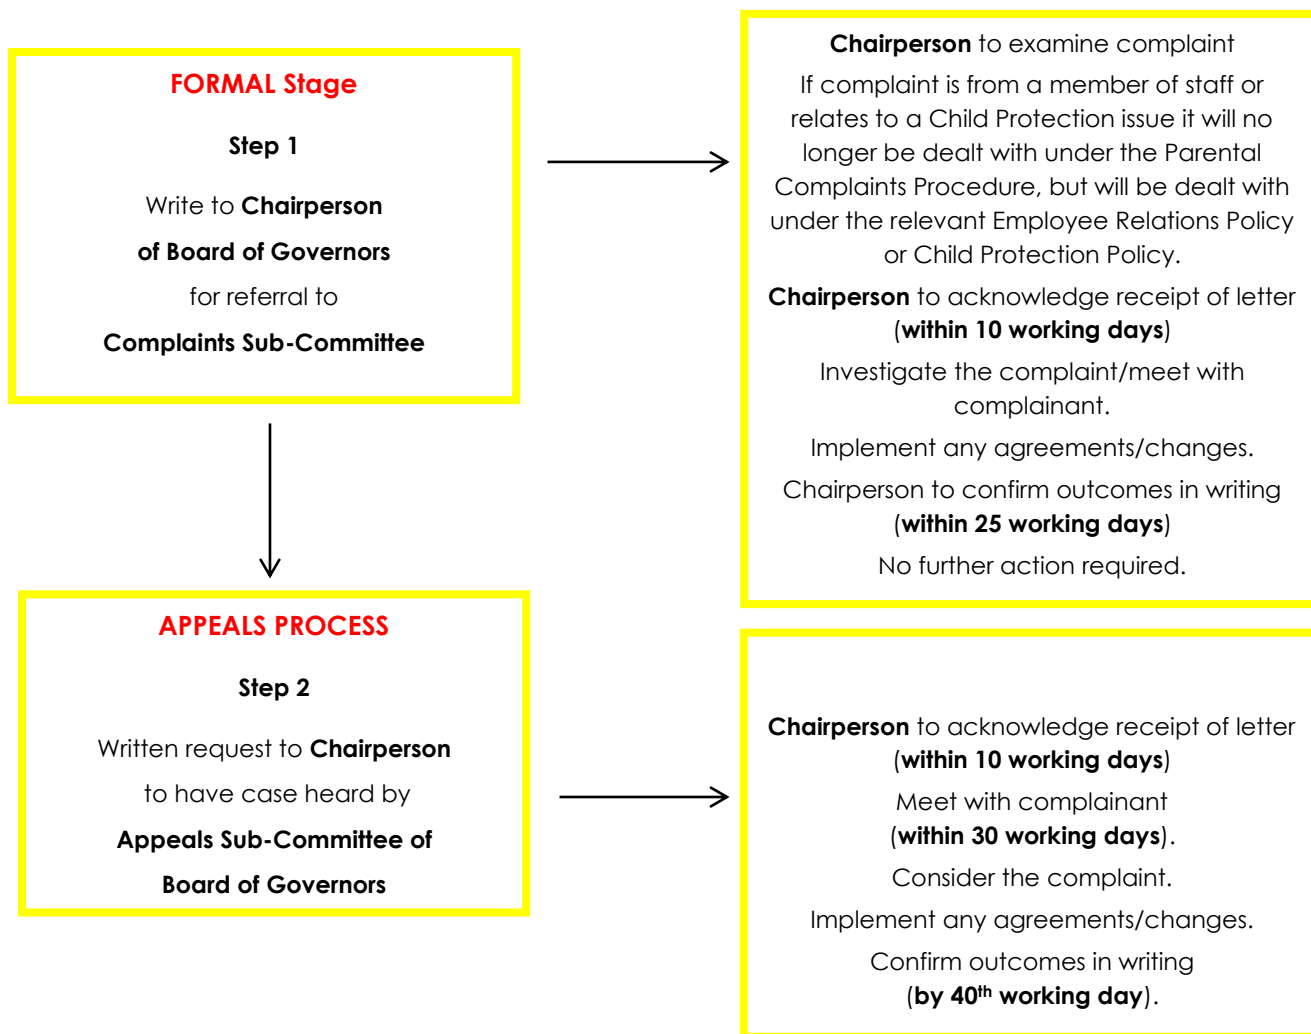 FORMAL Stage
Step 1
Write to Chairperson
of Board of Governors
for referral to
Complaints Sub-Committee
Chairperson to examine complaint
If complaint is from a member of staff or
relates to a Child Protection issue it will no
longer be dealt with under the Parental
Complaints Procedure, but will be dealt with
under the relevant Employee Relations Policy
or Child Protection Policy.
Chairperson to acknowledge receipt of letter
(within 10 working days)
Investigate the complaint/meet with
complainant.
Implement any agreements/changes.
Chairperson to confirm outcomes in writing
(within 25 working days)
No further action required.
APPEALS PROCESS
Step 2
Written request to Chairperson
to have case heard by
Appeals Sub-Committee of
Board of Governors
Chairperson to acknowledge receipt of letter
(within 10 working days)
Meet with complainant
(within 30 working days).
Consider the complaint.
Implement any agreements/changes.
Confirm outcomes in writing
(by 40th working day).